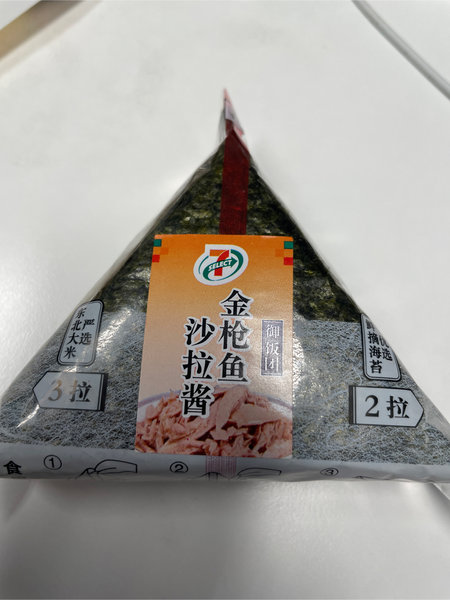 7
SELECT
御饭团
金枪鱼
沙拉酱
严选
东北大米
海苔
3拉
2拉
食
①
②
③